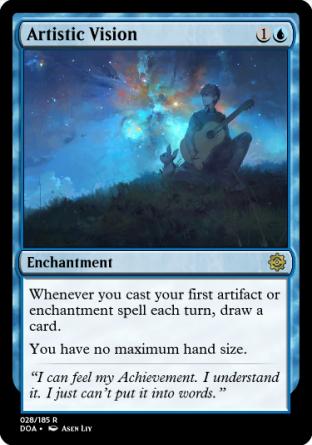 Artistic Vision 1
Enchantment
Whenever you cast your first artifact or
enchantment spell each turn, draw a
card.
You have no maximum hand size.
“I can feel my Achievement. I understand
it. I just can’t put it into words.”
028/185 R
DOA • Asen Liy